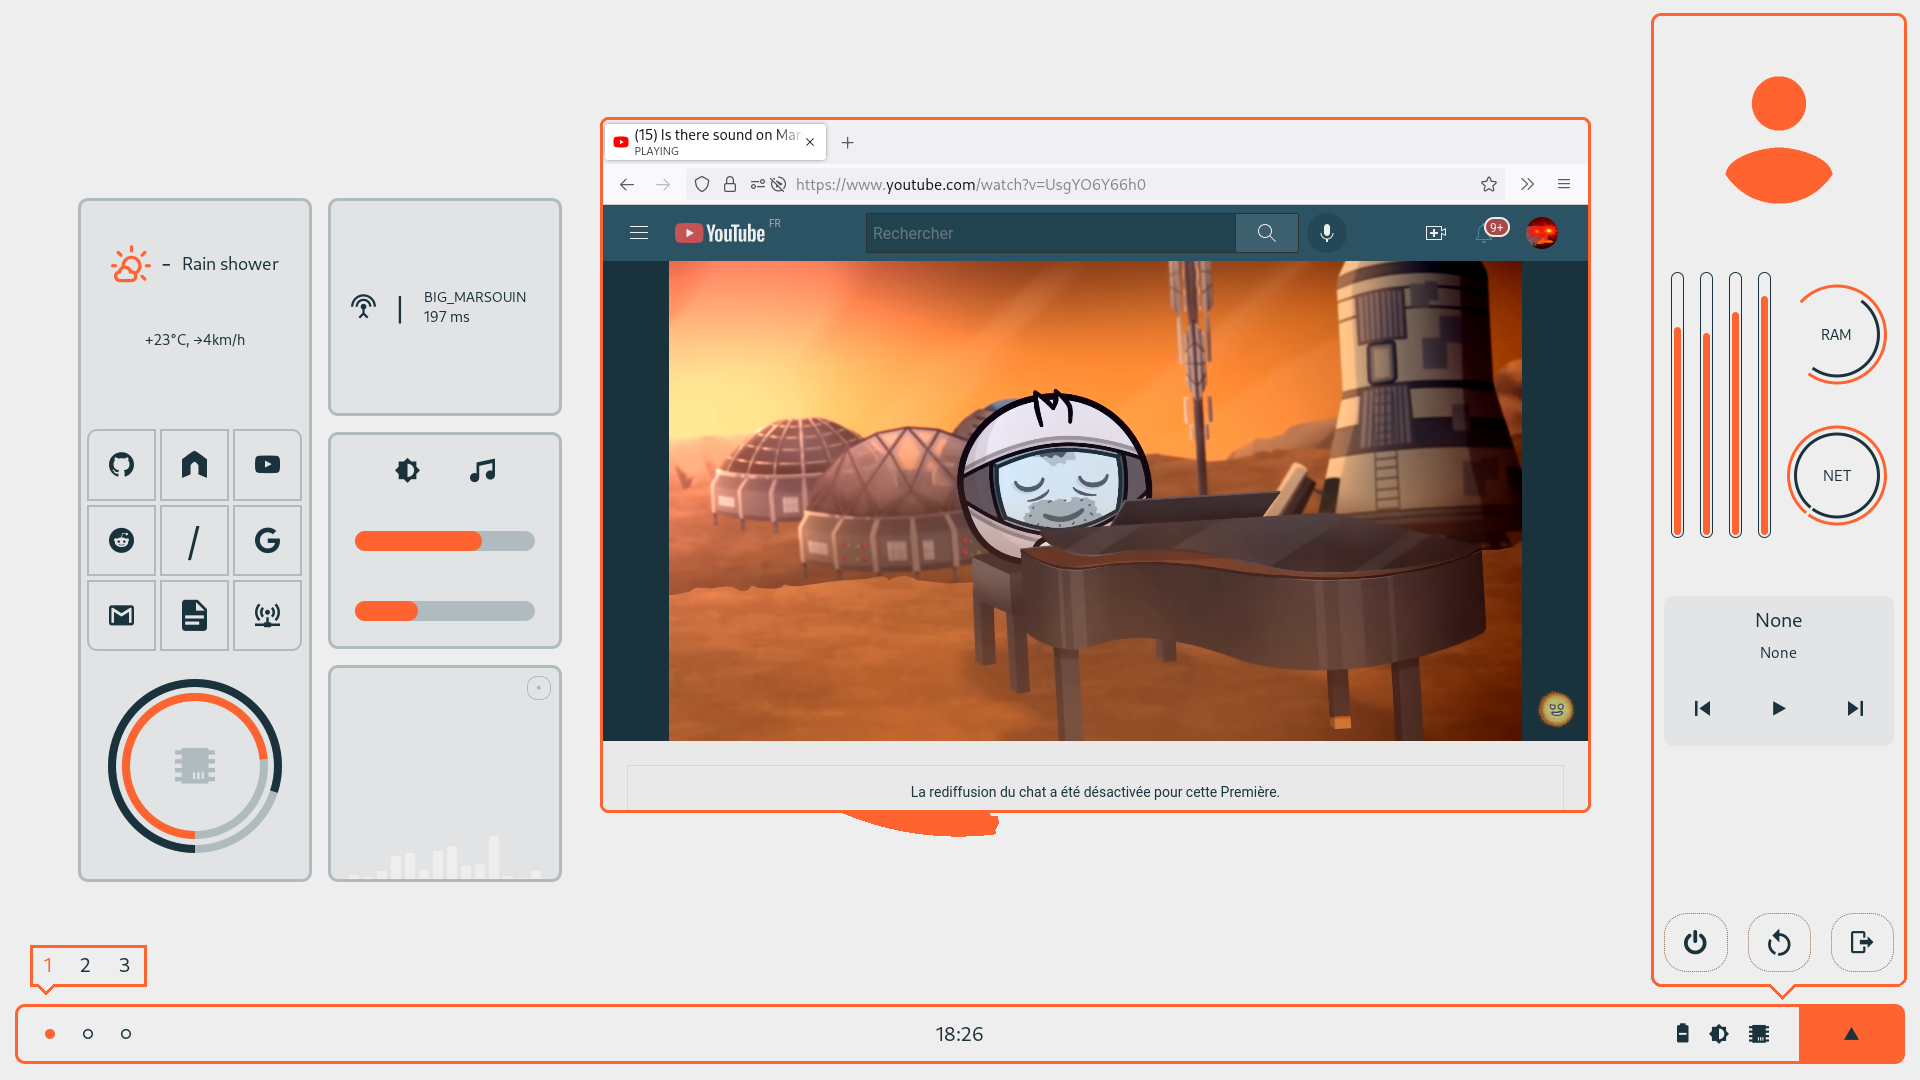 - Rain shower
+23°C, →4km/h
BIG_MARSOUIN
197 ms
(15) Is there sound on Mar
PLAYING
https://www.youtube.com/watch?v=UsgYO6Y66h0
YouTube FR
Rechercher
9+
La rediffusion du chat a été désactivée pour cette Première.
RAM
NET
None
None
1 2 3
18:26